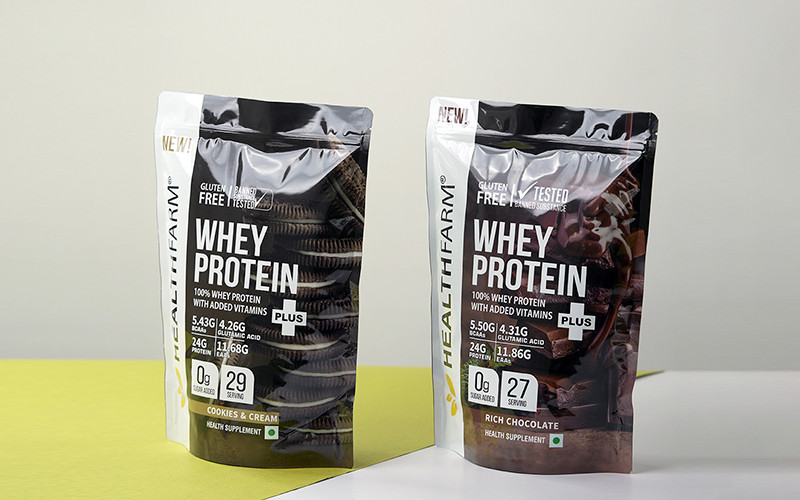 NEW!
HEALTHFARM®
GLUTEN
FREE
BANNED
SUBSTANCE
TESTED
WHEY
PROTEIN
100% WHEY PROTEIN
WITH ADDED VITAMINS
PLUS
5.43G
BCAAs
4.26G
GLUTAMIC ACID
24G
PROTEIN
11.68G
EAAs
0g
SUGAR ADDED
29
SERVING
COOKIES & CREAM
HEALTH SUPPLEMENT
NEW!
HEALTHFARM®
GLUTEN
FREE
TESTED
BANNED SUBSTANCE
WHEY
PROTEIN
100% WHEY PROTEIN
WITH ADDED VITAMINS
PLUS
5.50G
BCAAs
4.31G
GLUTAMIC ACID
24G
PROTEIN
11.86G
EAAs
0g
SUGAR ADDED
27
SERVING
RICH CHOCOLATE
HEALTH SUPPLEMENT